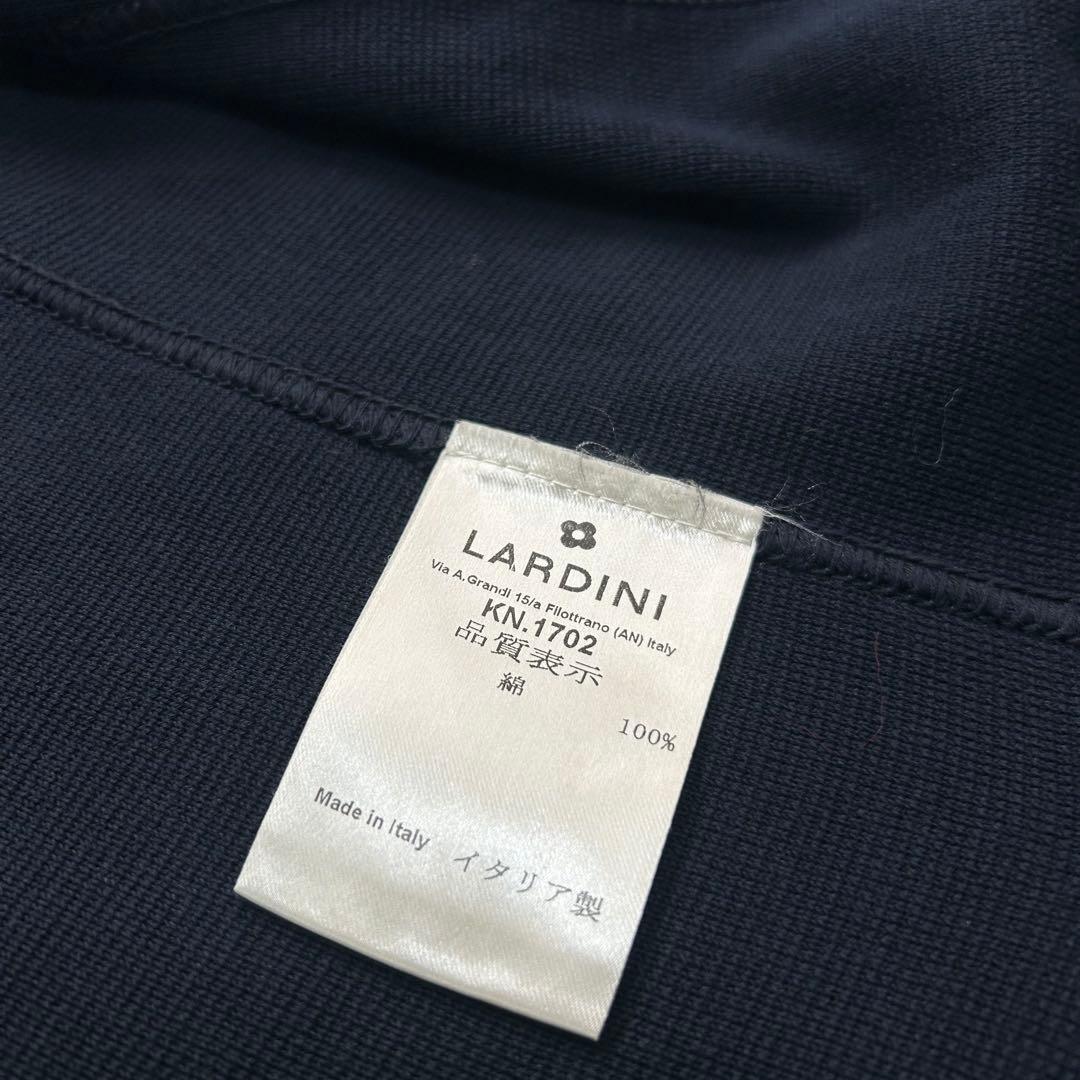 LARDINI
Via A.Grandi 15/a Filottrano (AN) Italy
KN.1702
品質表示
綿
100%
Made in Italy イタリア製